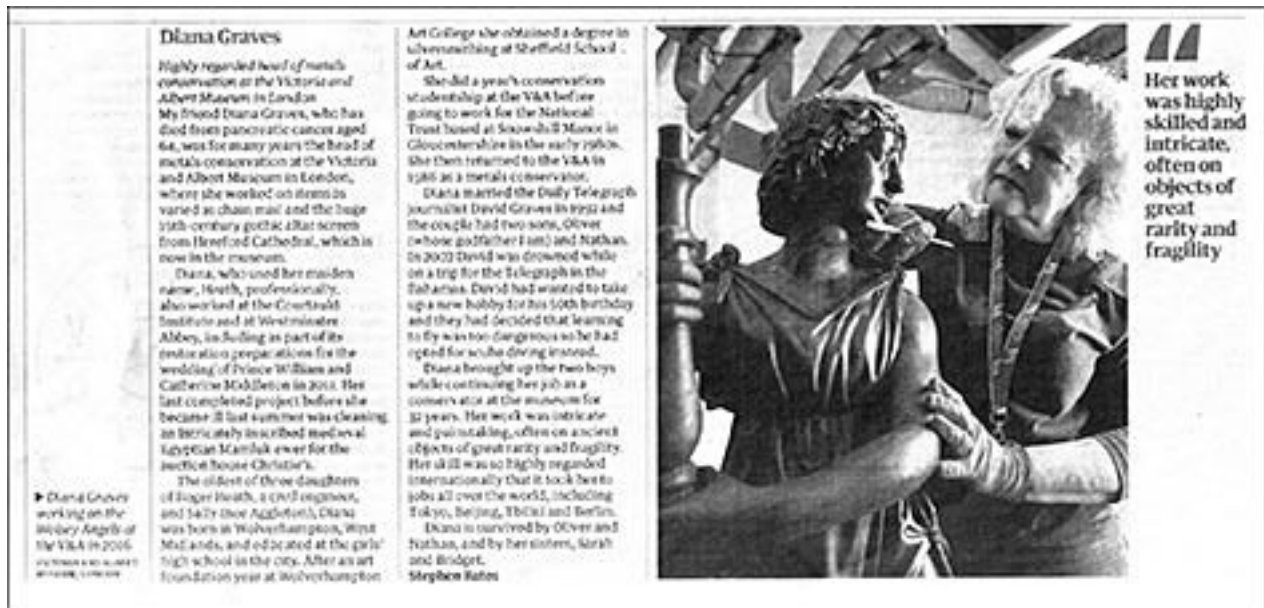 Diana Graves
Highly regarded head of metals
conservation at the Victoria and
Albert Museum in London
My friend Diana Graves, who has
died from pancreatic cancer aged
was for many years the head of
metals conservation at the Victoria
and Albert Museum in London,
where she worked on items as
varied as chain mail and the huge
19th-century gothic altar screen
from Hereford Cathedral, which is
now in the museum.
Diana, who used her maiden
name, Heath, professionally,
also worked at the Courtauld
Institute and at Westminster
Abbey, including as part of its
restoration preparations for the
wedding of Prince William and
Catherine Middleton in 2011. Her
last completed project before she
became ill last summer was cleaning
an intricately inscribed medieval
Egyptian Mamluk ewer for the
auction house Christie's.
The oldest of three daughters
of Roger Heath, a civil engineer,
and Sally (nee Aggleton), Diana
was born in Wolverhampton, West
Midlands, and educated at the girls'
high school in the city. After an art
foundation year at Wolverhampton
Art College she obtained a degree in
silversmithing at Sheffield School
of Art.
She did a year's conservation
studentship at the V&A before
going to work for the National
Trust based at Snowshill Manor in
Gloucestershire in the early 1980s.
She then returned to the V&A in
1986 as a metals conservator.
Diana married the Daily Telegraph
journalist David Graves in 1992 and
the couple had two sons, Oliver
(whose godfather I am) and Nathan.
In 2002 David was drowned while
on a trip for the Telegraph in the
Bahamas. David had wanted to take
up a new hobby for his 50th birthday
and they had decided that learning
to fly was too dangerous so he had
opted for scuba diving instead.
Diana brought up the two boys
while continuing her job as a
conservator at the museum for
32 years. Her work was intricate
and painstaking, often on ancient
objects of great rarity and fragility.
Her skill was so highly regarded
internationally that it took her to
jobs all over the world, including
Tokyo, Beijing, Tbilisi and Berlin.
Diana is survived by Oliver and
Nathan, and by her sisters, Sarah
and Bridget.
Stephen Bates
“
Her work
was highly
skilled and
intricate,
often on
objects of
great
rarity and
fragility
▶ Diana Graves
working on the
Wolsey Angels at
the V&A in 2016